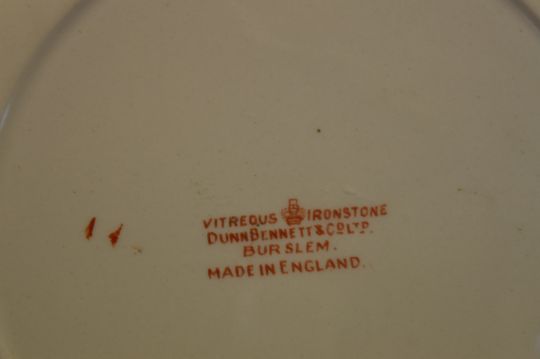 VITREOUS IRONSTONE
DUNN BENNETT & CO LTD.
BURSLEM.
MADE IN ENGLAND.